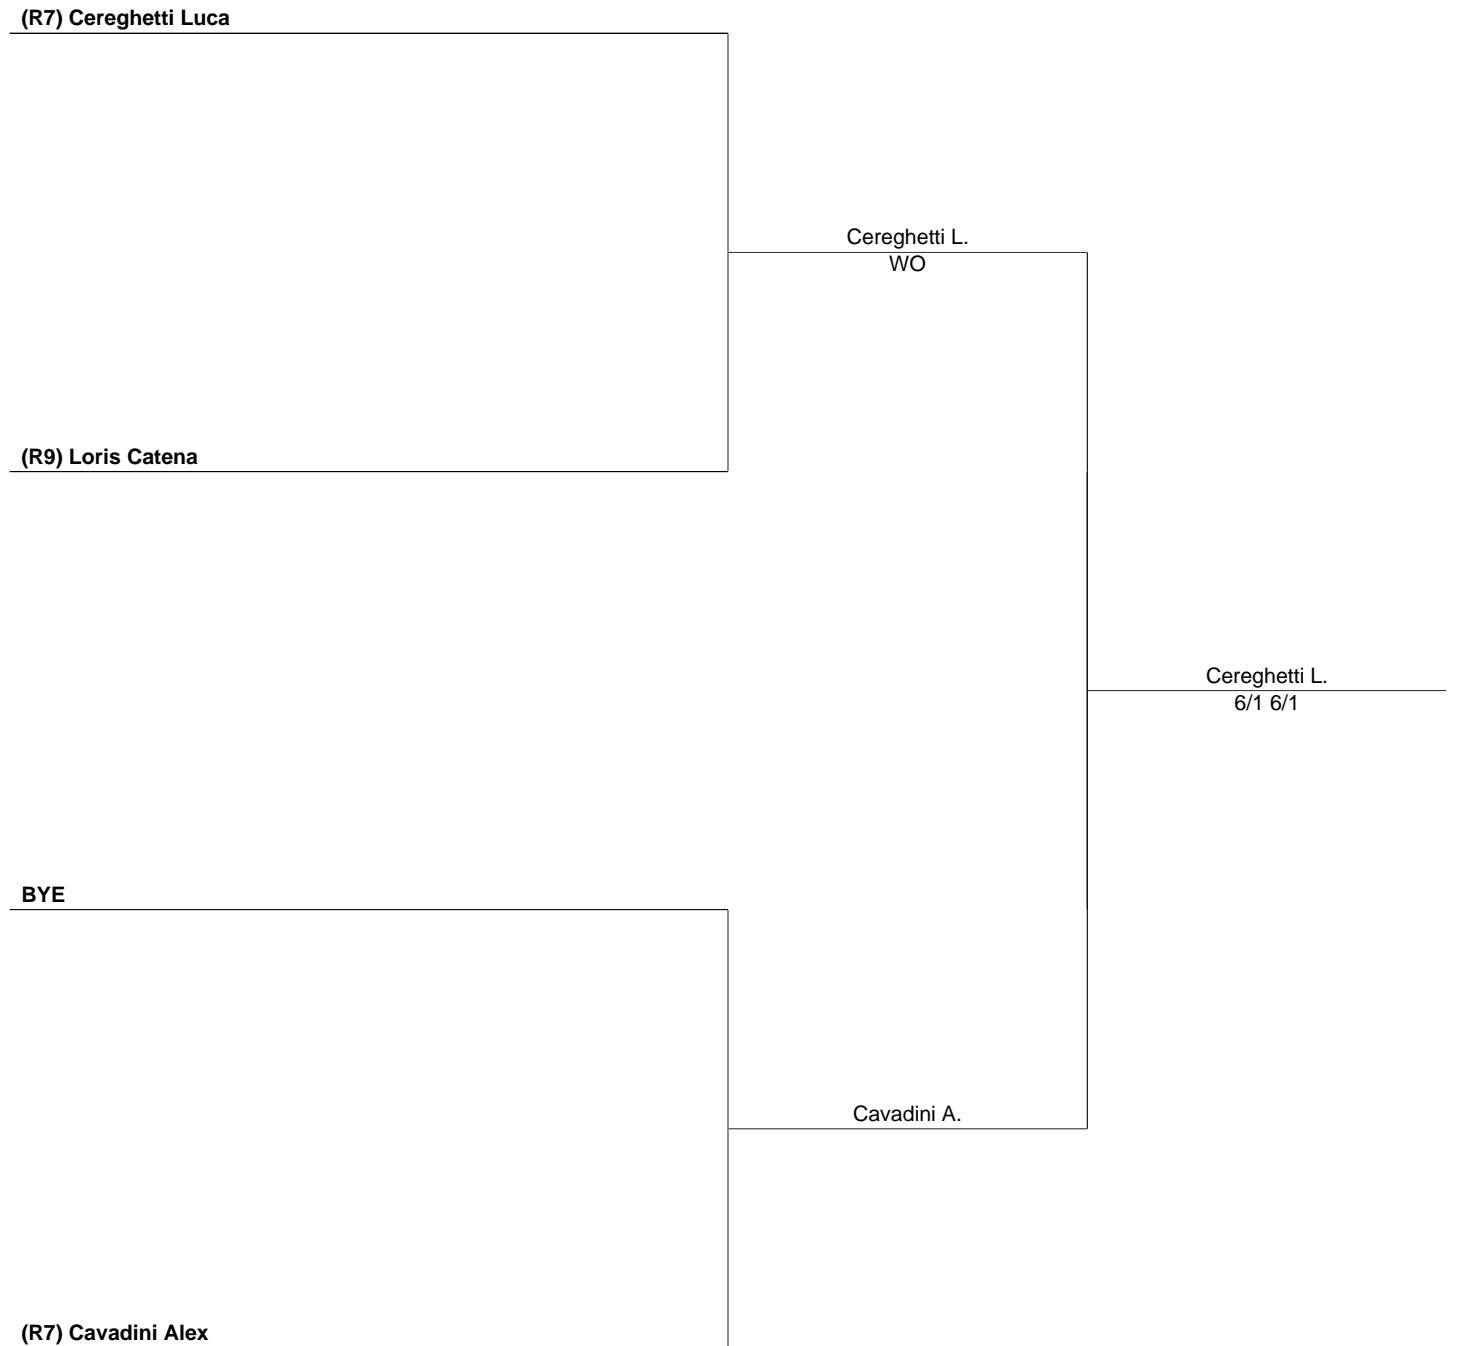 (R7) Cereghetti Luca
Cereghetti L.
WO
(R9) Loris Catena
Cereghetti L.
6/1 6/1
BYE
Cavadini A.
(R7) Cavadini Alex